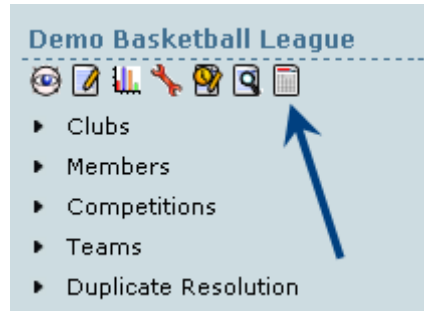 Demo Basketball League
Clubs
Members
Competitions
Teams
Duplicate Resolution